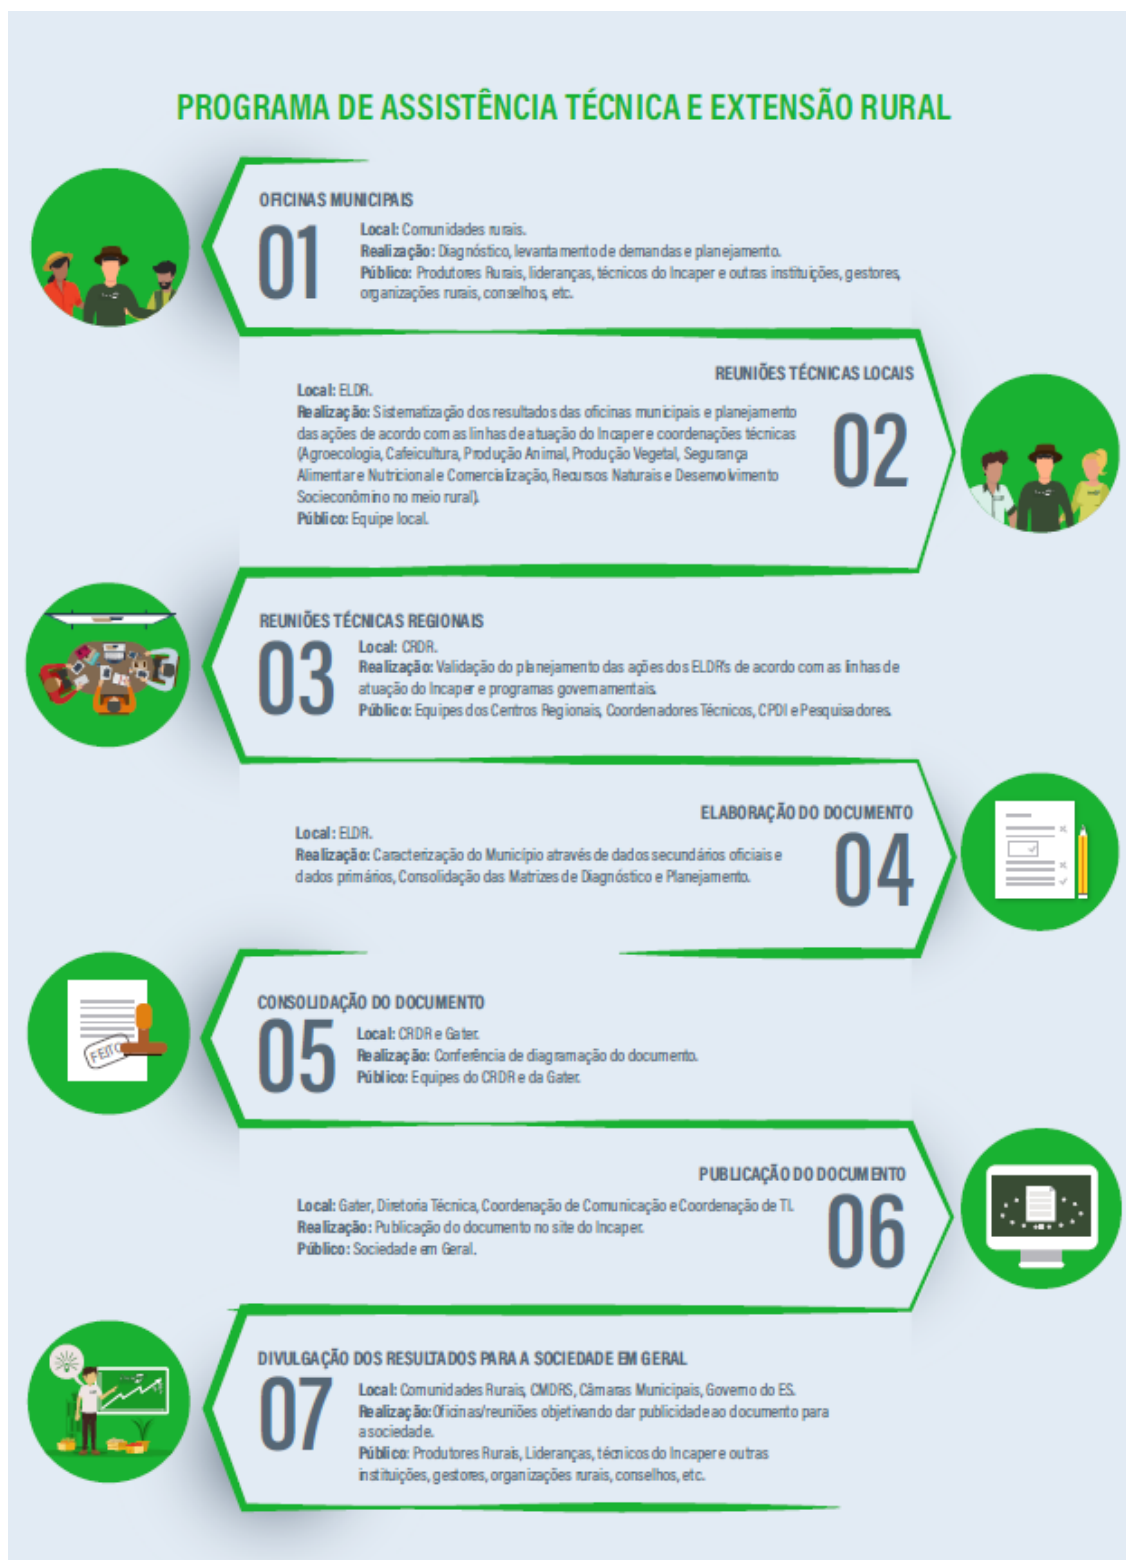 PROGRAMA DE ASSISTÊNCIA TÉCNICA E EXTENSÃO RURAL
OFICINAS MUNICIPAIS
01
Local: Comunidades rurais.
Realização: Diagnóstico, levantamento de demandas e planejamento.
Público: Produtores Rurais, lideranças, técnicos do Incaper e outras instituições, gestores,
organizações rurais, conselhos, etc.
REUNIÕES TÉCNICAS LOCAIS
02
Local: ELDR.
Realização: Sistematização dos resultados das oficinas municipais e planejamento
das ações de acordo com as linhas de atuação do Incaper e coordenações técnicas
(Agroecologia, Cafeicultura, Produção Animal, Produção Vegetal, Segurança
Alimentar e Nutricional e Comercialização, Recursos Naturais e Desenvolvimento
Socieconômino no meio rural).
Público: Equipe local.
REUNIÕES TÉCNICAS REGIONAIS
03
Local: CRDR.
Realização: Validação do planejamento das ações dos ELDR's de acordo com as linhas de
atuação do Incaper e programas governamentais.
Público: Equipes dos Centros Regionais, Coordenadores Técnicos, CPDI e Pesquisadores.
ELABORAÇÃO DO DOCUMENTO
04
Local: ELDR.
Realização: Caracterização do Município através de dados secundários oficiais e
dados primários, Consolidação das Matrizes de Diagnóstico e Planejamento.
CONSOLIDAÇÃO DO DOCUMENTO
05
FEITO
Local: CRDR e Gater.
Realização: Conferência de diagramação do documento.
Público: Equipes do CRDR e da Gater.
PUBLICAÇÃO DO DOCUMENTO
06
Local: Gater, Diretoria Técnica, Coordenação de Comunicação e Coordenação de TI.
Realização: Publicação do documento no site do Incaper.
Público: Sociedade em Geral.
DIVULGAÇÃO DOS RESULTADOS PARA A SOCIEDADE EM GERAL
07
Local: Comunidades Rurais, CMDRS, Câmaras Municipais, Governo do ES.
Realização: Oficinas/reuniões objetivando dar publicidade ao documento para
a sociedade.
Público: Produtores Rurais, Lideranças, técnicos do Incaper e outras
instituições, gestores, organizações rurais, conselhos, etc.